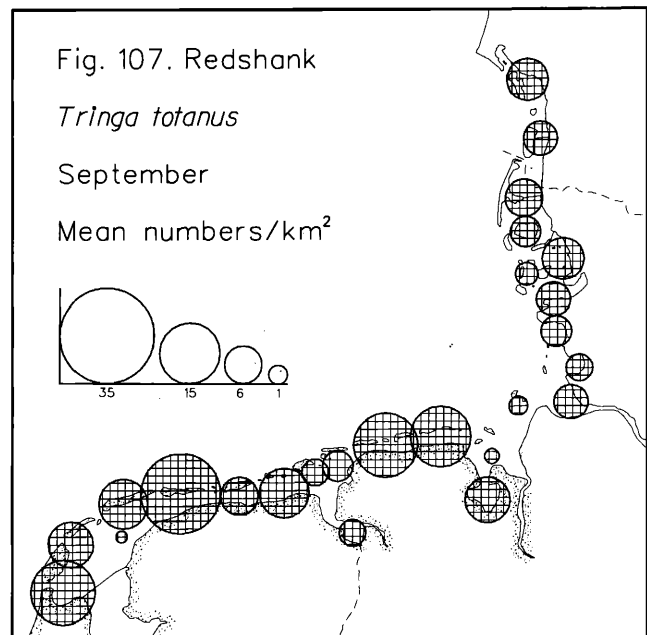 Fig. 107. Redshank
Tringa totanus
September
Mean numbers/km²
35 15 6 1